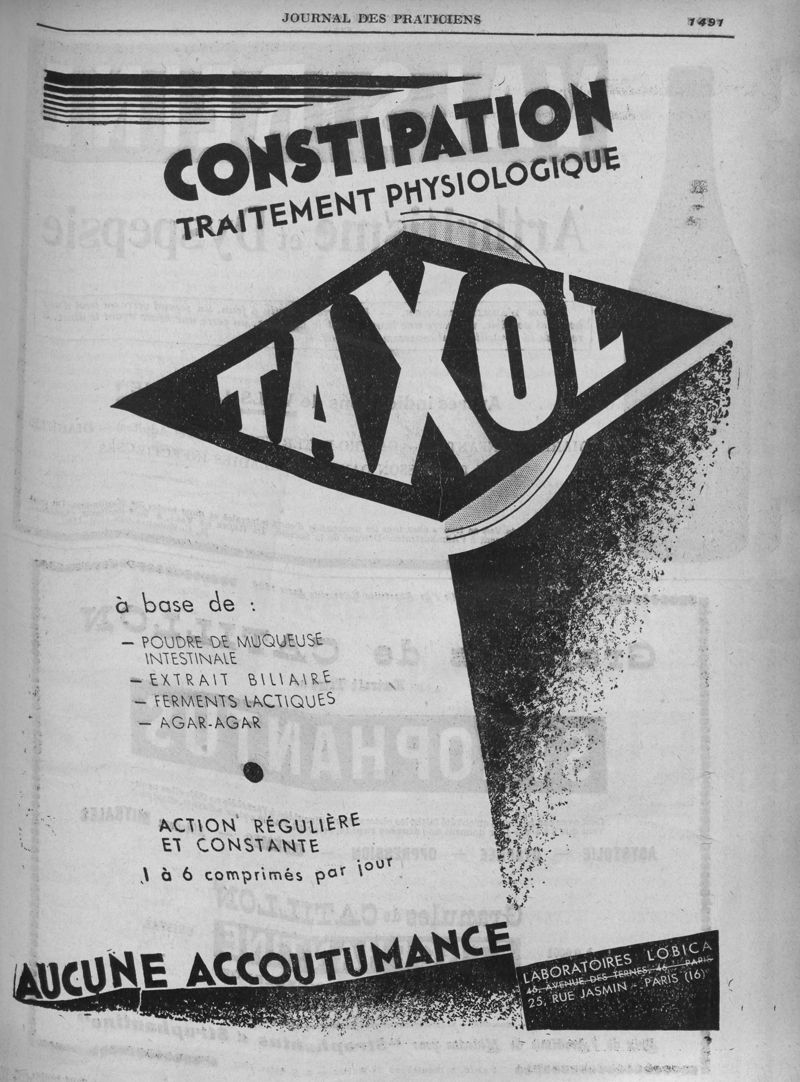 JOURNAL DES PRATICIENS
1491
CONSTIPATION
TRAITEMENT PHYSIOLOGIQUE
TAXOL
à base de :
— POUDRE DE MUQUEUSE
INTESTINALE
— EXTRAIT BILIAIRE
— FERMENTS LACTIQUES
— AGAR-AGAR
ACTION RÉGULIÈRE
ET CONSTANTE
1 à 6 comprimés par jour
AUCUNE ACCOUTUMANCE
LABORATOIRES LOBICA
46, AVENUE DES TERNES, 46 - PARIS
25, RUE JASMIN - PARIS (16)